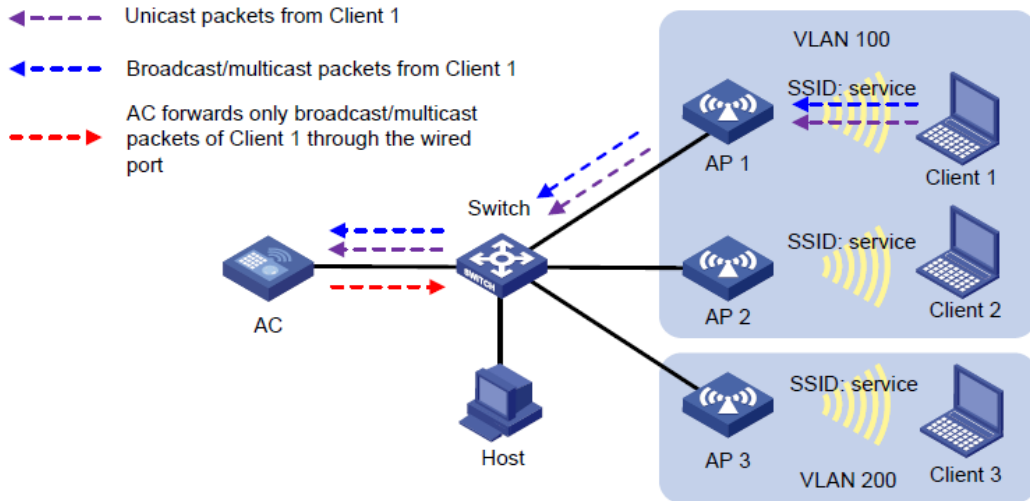 Unicast packets from Client 1
Broadcast/multicast packets from Client 1
AC forwards only broadcast/multicast
packets of Client 1 through the wired
port
VLAN 100
SSID: service
AP 1
Client 1
Switch
SWITCH
AC
SSID: service
AP 2
Client 2
Host
SSID: service
AP 3
Client 3
VLAN 200